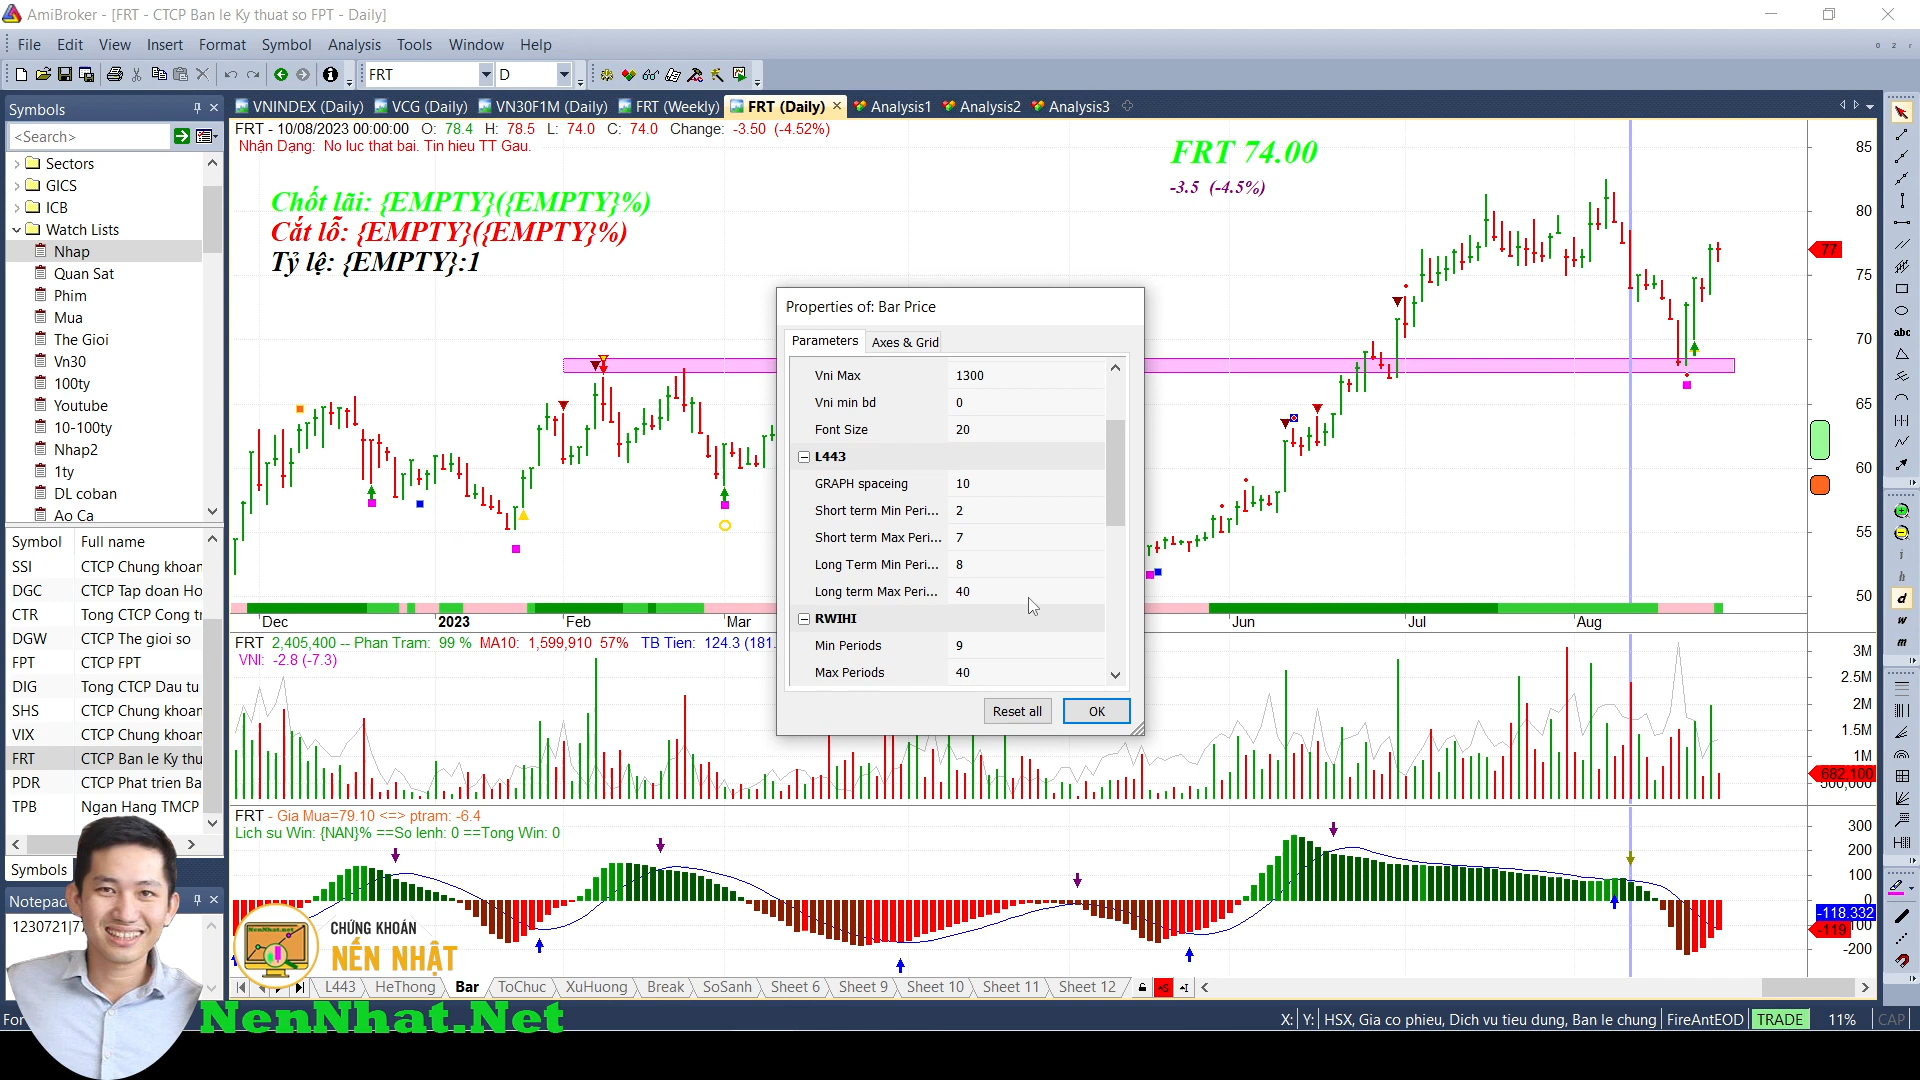 AmiBroker - [FRT - CTCP Ban le Ky thuat so FPT - Daily]
File Edit View Insert Format Symbol Analysis Tools Window Help
FRT D
Symbols
<Search>
Sectors
GICS
ICB
Watch Lists
Nhap
Quan Sat
Phim
Mua
The Gioi
Vn30
100ty
Youtube
10-100ty
Nhap2
1ty
DL coban
Ao Ca
Symbol Full name
SSI CTCP Chung khoan
DGC CTCP Tap doan Ho
CTR Tong CTCP Cong tr
DGW CTCP The gioi so
FPT CTCP FPT
DIG Tong CTCP Dau tu
SHS CTCP Chung khoan
VIX CTCP Chung khoan
FRT CTCP Ban le Ky thu
PDR CTCP Phat trien Ba
TPB Ngan Hang TMCP
Symbols
Notepad
1230721|77
For
VNINDEX (Daily) VCG (Daily) VN30F1M (Daily) FRT (Weekly) FRT (Daily) Analysis1 Analysis2 Analysis3
FRT - 10/08/2023 00:00:00 O: 78.4 H: 78.5 L: 74.0 C: 74.0 Change: -3.50 (-4.52%)
Nhận Dạng: No luc that bai. Tin hieu TT Gau.
FRT 74.00
-3.5 (-4.5%)
Chốt lãi: {EMPTY}({EMPTY}%)
Cắt lỗ: {EMPTY}({EMPTY}%)
Tỷ lệ: {EMPTY}:1
85
80
77
75
70
65
60
55
50
Dec 2023 Feb Mar Jun Jul Aug
Properties of: Bar Price
Parameters Axes & Grid
Vni Max 1300
Vni min bd 0
Font Size 20
L443
GRAPH spaceing 10
Short term Min Peri... 2
Short term Max Peri... 7
Long Term Min Peri... 8
Long term Max Peri... 40
RWIHI
Min Periods 9
Max Periods 40
Reset all OK
FRT 2,405,400 -- Phan Tram: 99 % MA10: 1,599,910 57% TB Tien: 124.3 (181.
VNI: -2.8 (-7.3)
3M
2.5M
2M
1.5M
1M
682,100
500,000
FRT - Gia Mua=79.10 <=> ptram: -6.4
Lich su Win: {NAN}% ==So lenh: 0 ==Tong Win: 0
300
200
100
0
-118.332
-119
-200
NenNhat.net
CHỨNG KHOÁN
NẾN NHẬT
L443 HeThong Bar ToChuc XuHuong Break SoSanh Sheet 6 Sheet 9 Sheet 10 Sheet 11 Sheet 12
NenNhat.Net
X: Y: HSX, Gia co phieu, Dich vu tieu dung, Ban le chung FireAntEOD TRADE 11% CAP
abc
i
h
d
w
m